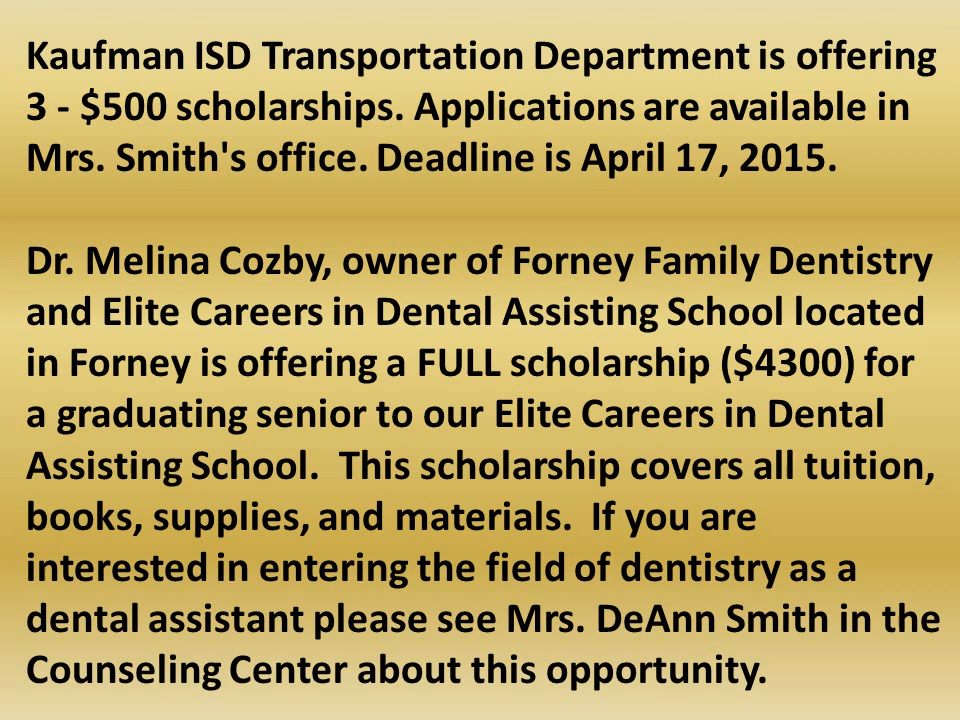 Kaufman ISD Transportation Department is offering
3 - $500 scholarships. Applications are available in
Mrs. Smith's office. Deadline is April 17, 2015.
Dr. Melina Cozby, owner of Forney Family Dentistry
and Elite Careers in Dental Assisting School located
in Forney is offering a FULL scholarship ($4300) for
a graduating senior to our Elite Careers in Dental
Assisting School.  This scholarship covers all tuition,
books, supplies, and materials.  If you are
interested in entering the field of dentistry as a
dental assistant please see Mrs. DeAnn Smith in the
Counseling Center about this opportunity.